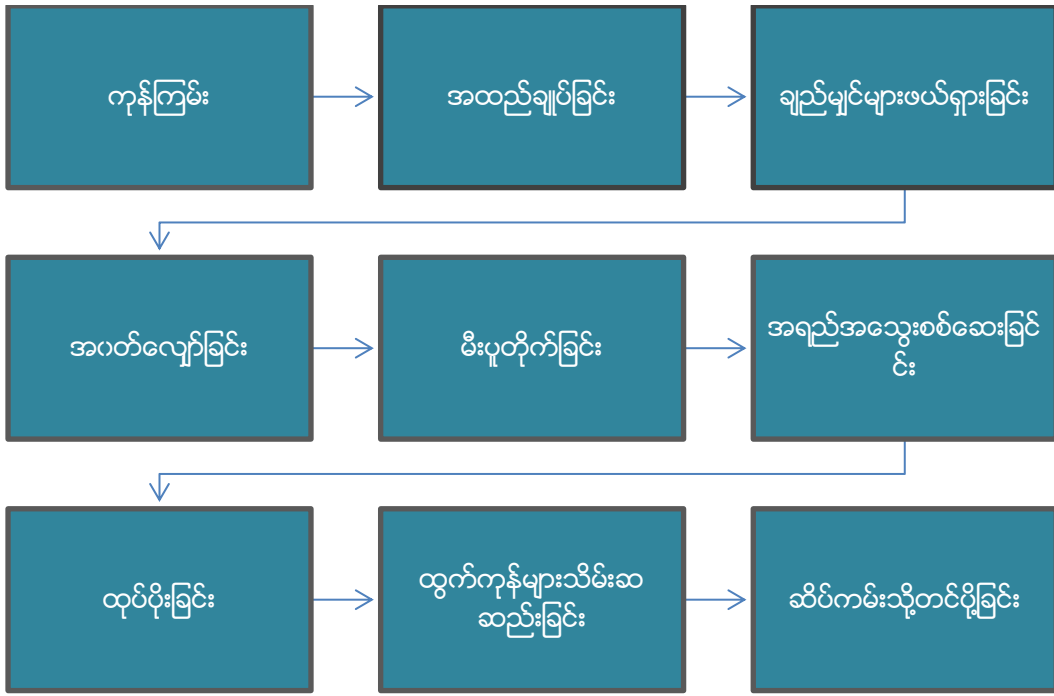 ကုန်ကြမ်း
အထည်ချုပ်ခြင်း
ချည်မျှင်များဖယ်ရှားခြင်း
အဝတ်လျှော်ခြင်း
မီးပူတိုက်ခြင်း
အရည်အသွေးစစ်ဆေးခြင်
င်း
ထုပ်ပိုးခြင်း
ထွက်ကုန်များသိမ်းဆ
ဆည်းခြင်း
ဆိပ်ကမ်းသို့တင်ပို့ခြင်း